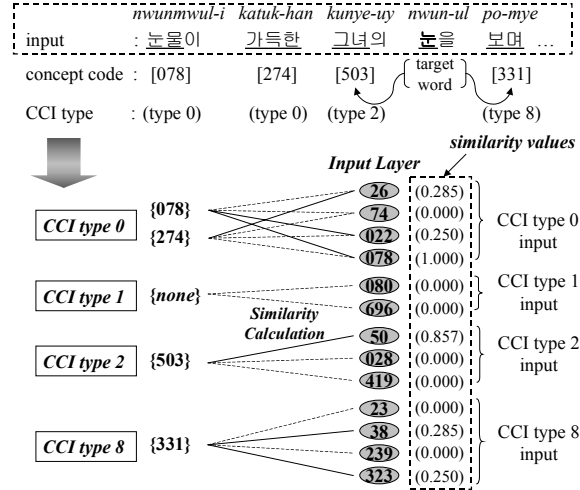 nwunmwul-i katuk-han kunye-uy nwun-ul po-mye
input : 눈물이 가득한 그녀의 눈을 보며 ...
concept code : [078] [274] [503] target word [331]
CCI type : (type 0) (type 0) (type 2) (type 8)
similarity values
Input Layer
CCI type 0 {078} {274}
26 (0.285)
74 (0.000)
022 (0.250)
078 (1.000)
CCI type 0 input
CCI type 1 {none}
080 (0.000)
696 (0.000)
CCI type 1 input
Similarity Calculation
CCI type 2 {503}
50 (0.857)
028 (0.000)
419 (0.000)
CCI type 2 input
CCI type 8 {331}
23 (0.000)
38 (0.285)
239 (0.000)
323 (0.250)
CCI type 8 input